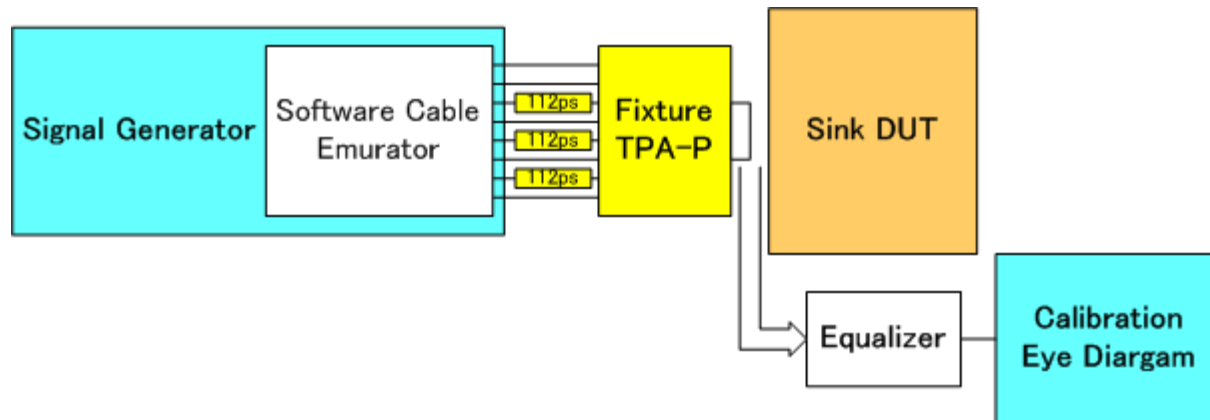 Signal Generator
Software Cable
Emurator
112ps
112ps
112ps
Fixture
TPA-P
Sink DUT
Equalizer
Calibration
Eye Diargam